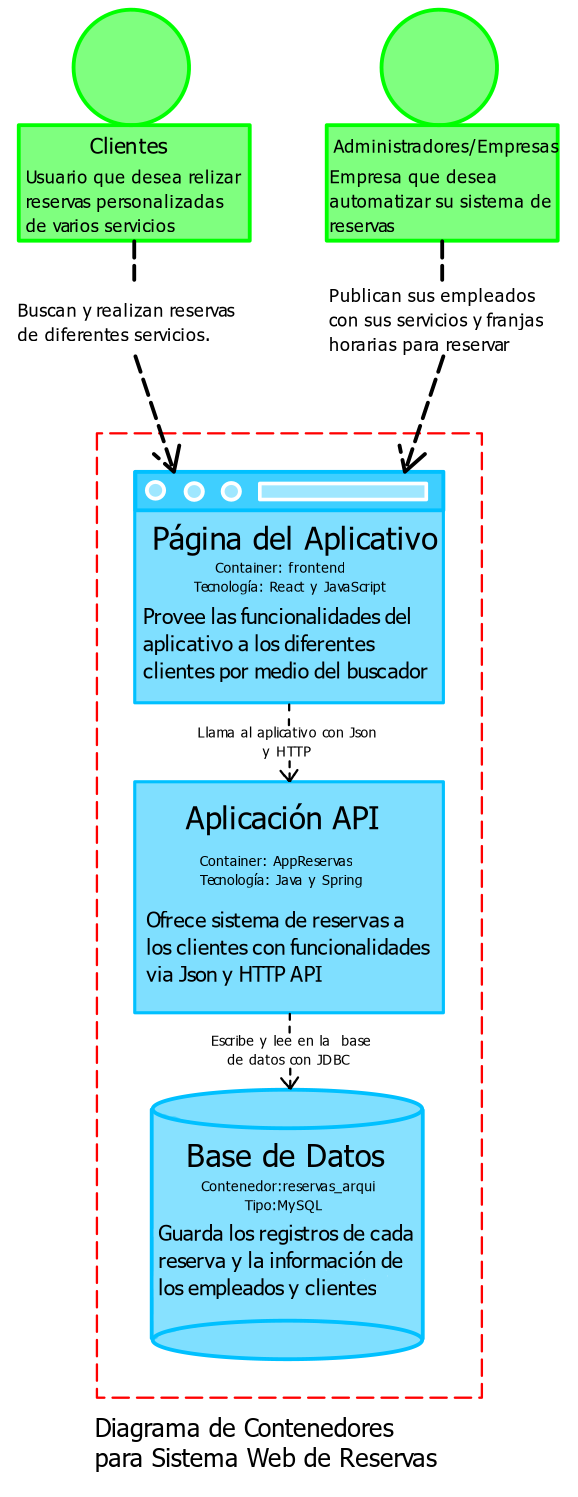 Clientes
Usuario que desea relizar
reservas personalizadas
de varios servicios
Administradores/Empresas
Empresa que desea
automatizar su sistema de
reservas
Buscan y realizan reservas
de diferentes servicios.
Publican sus empleados
con sus servicios y franjas
horarias para reservar
Página del Aplicativo
Container: frontend
Tecnología: React y JavaScript
Provee las funcionalidades del
aplicativo a los diferentes
clientes por medio del buscador
Llama al aplicativo con Json
y HTTP
Aplicación API
Container: AppReservas
Tecnología: Java y Spring
Ofrece sistema de reservas a
los clientes con funcionalidades
via Json y HTTP API
Escribe y lee en la base
de datos con JDBC
Base de Datos
Contenedor:reservas_arqui
Tipo:MySQL
Guarda los registros de cada
reserva y la información de
los empleados y clientes
Diagrama de Contenedores
para Sistema Web de Reservas